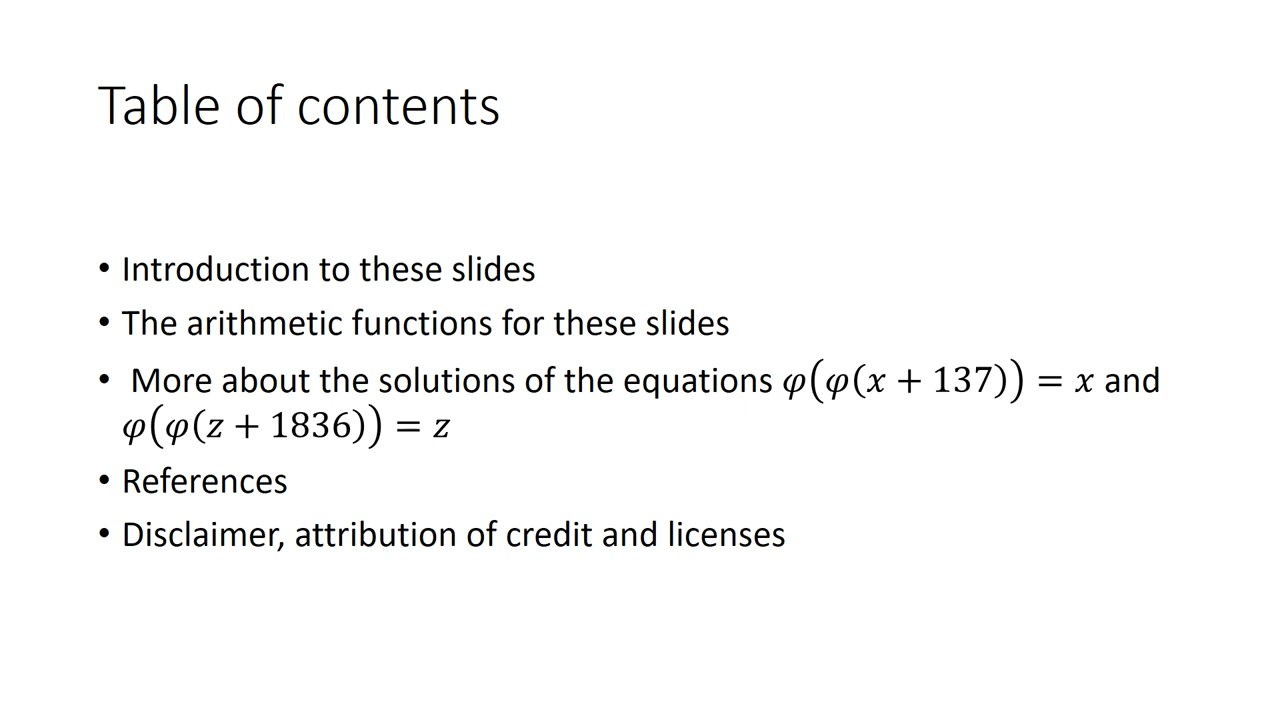 Table of contents
• Introduction to these slides
• The arithmetic functions for these slides
• More about the solutions of the equations 𝜑(𝜑(𝑥 + 137)) = 𝑥 and
𝜑(𝜑(𝑧 + 1836)) = 𝑧
• References
• Disclaimer, attribution of credit and licenses